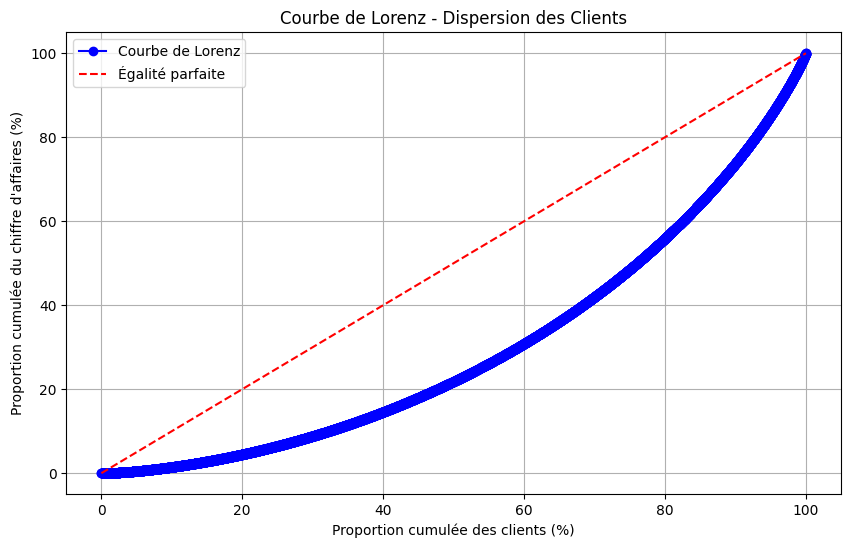 Courbe de Lorenz - Dispersion des Clients
Courbe de Lorenz
Égalité parfaite
Proportion cumulée du chiffre d'affaires (%)
100
80
60
40
20
0
0 20 40 60 80 100
Proportion cumulée des clients (%)